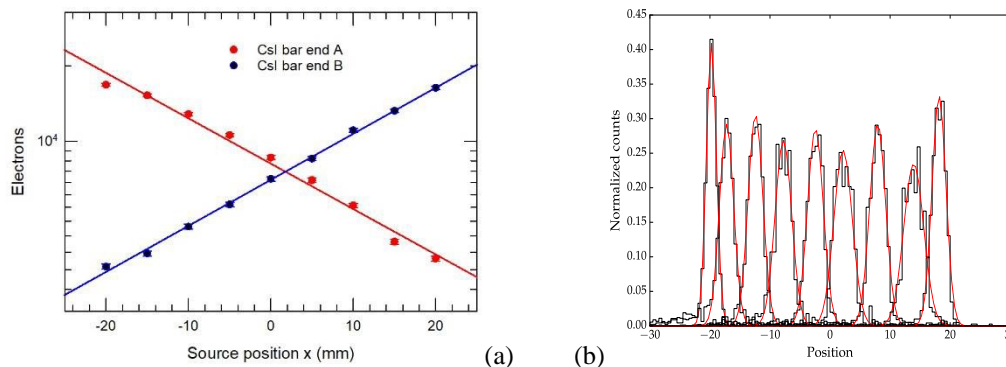 CsI bar end A
CsI bar end B
10⁴
10⁴
Electrons
-20 -10 0 10 20
Source position x (mm)
(a)
(b)
0.45
0.40
0.35
0.30
0.25
0.20
0.15
0.10
0.05
0.00
Normalized counts
−30 −20 −10 0 10 20
Position